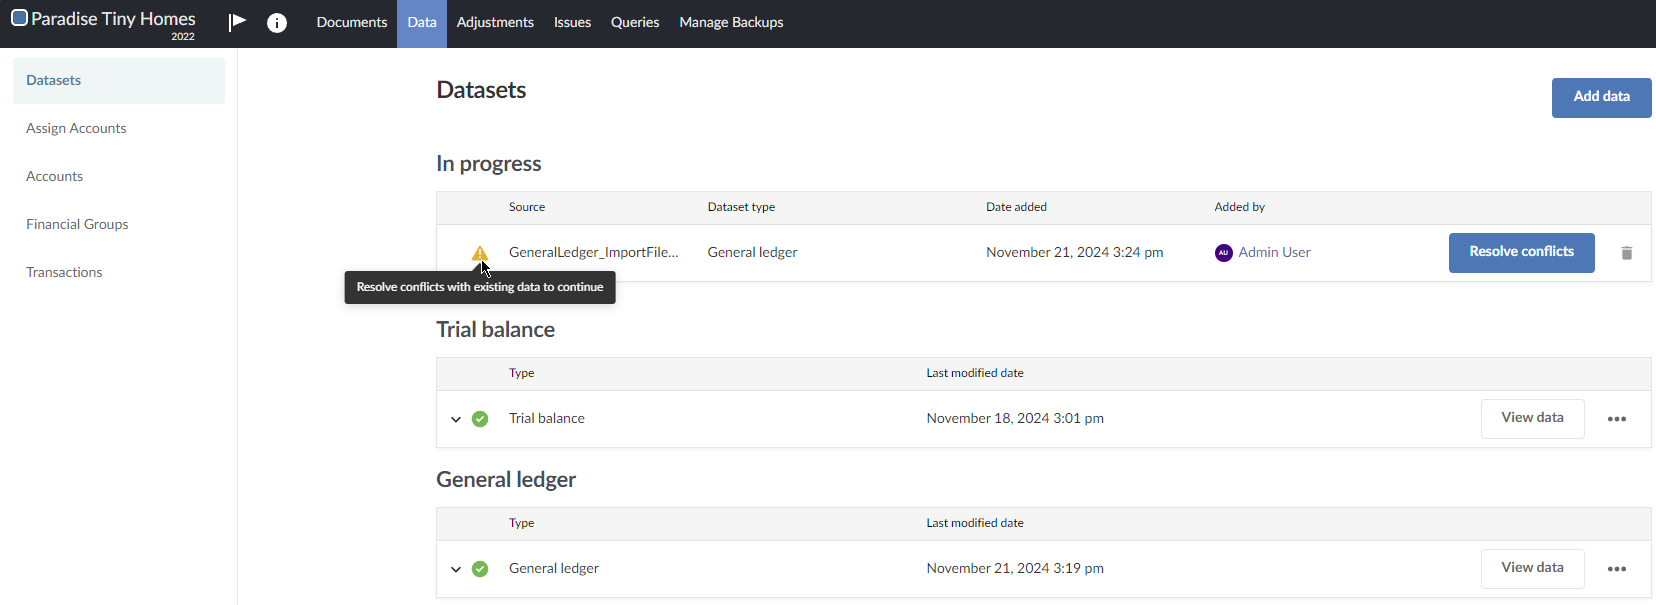 Paradise Tiny Homes
2022
Documents Data Adjustments Issues Queries Manage Backups
Datasets
Assign Accounts
Accounts
Financial Groups
Transactions
Datasets
Add data
In progress
Source Dataset type Date added Added by
GeneralLedger_ImportFile... General ledger November 21, 2024 3:24 pm AU Admin User Resolve conflicts
Resolve conflicts with existing data to continue
Trial balance
Type Last modified date
Trial balance November 18, 2024 3:01 pm View data
General ledger
Type Last modified date
General ledger November 21, 2024 3:19 pm View data